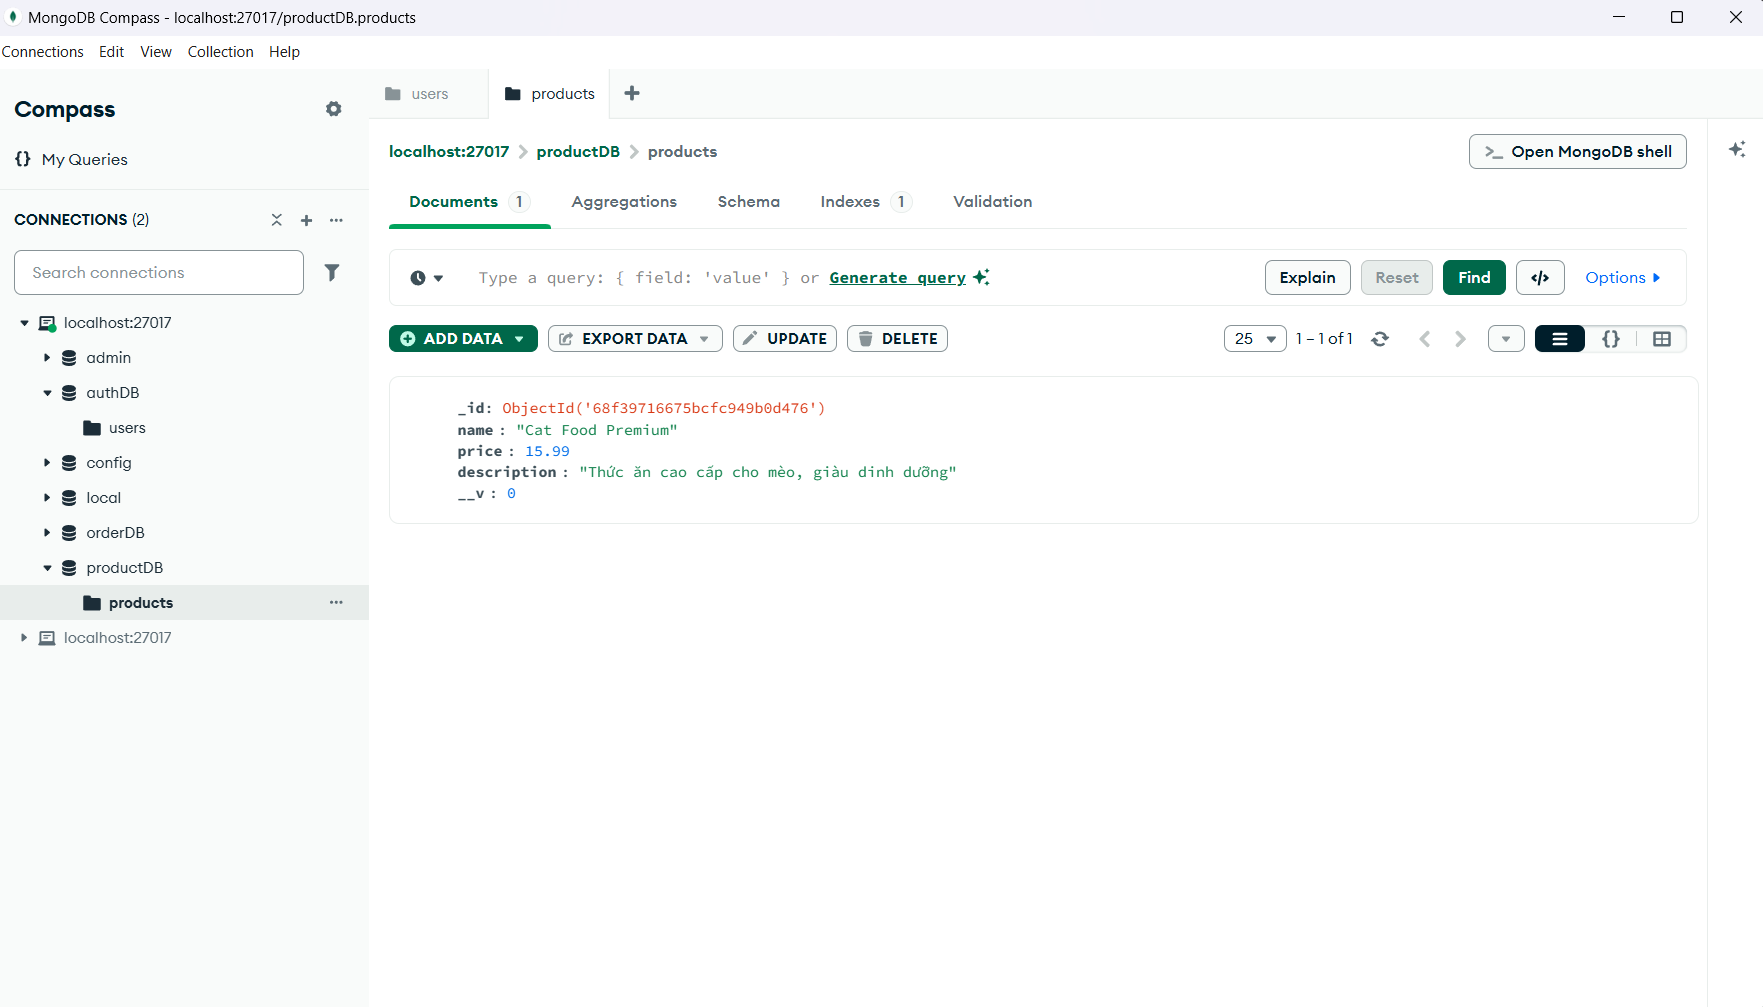 MongoDB Compass - localhost:27017/productDB.products
Connections Edit View Collection Help
Compass
{} My Queries
CONNECTIONS (2)
Search connections
localhost:27017
admin
authDB
users
config
local
orderDB
productDB
products
localhost:27017
users products
localhost:27017 productDB products
>_ Open MongoDB shell
Documents 1 Aggregations Schema Indexes 1 Validation
Type a query: { field: 'value' } or Generate query
Explain Reset Find </> Options
ADD DATA EXPORT DATA UPDATE DELETE
25 1 – 1 of 1 {}
_id: ObjectId('68f39716675bcfc949b0d476')
name : "Cat Food Premium"
price : 15.99
description : "Thức ăn cao cấp cho mèo, giàu dinh dưỡng"
__v : 0